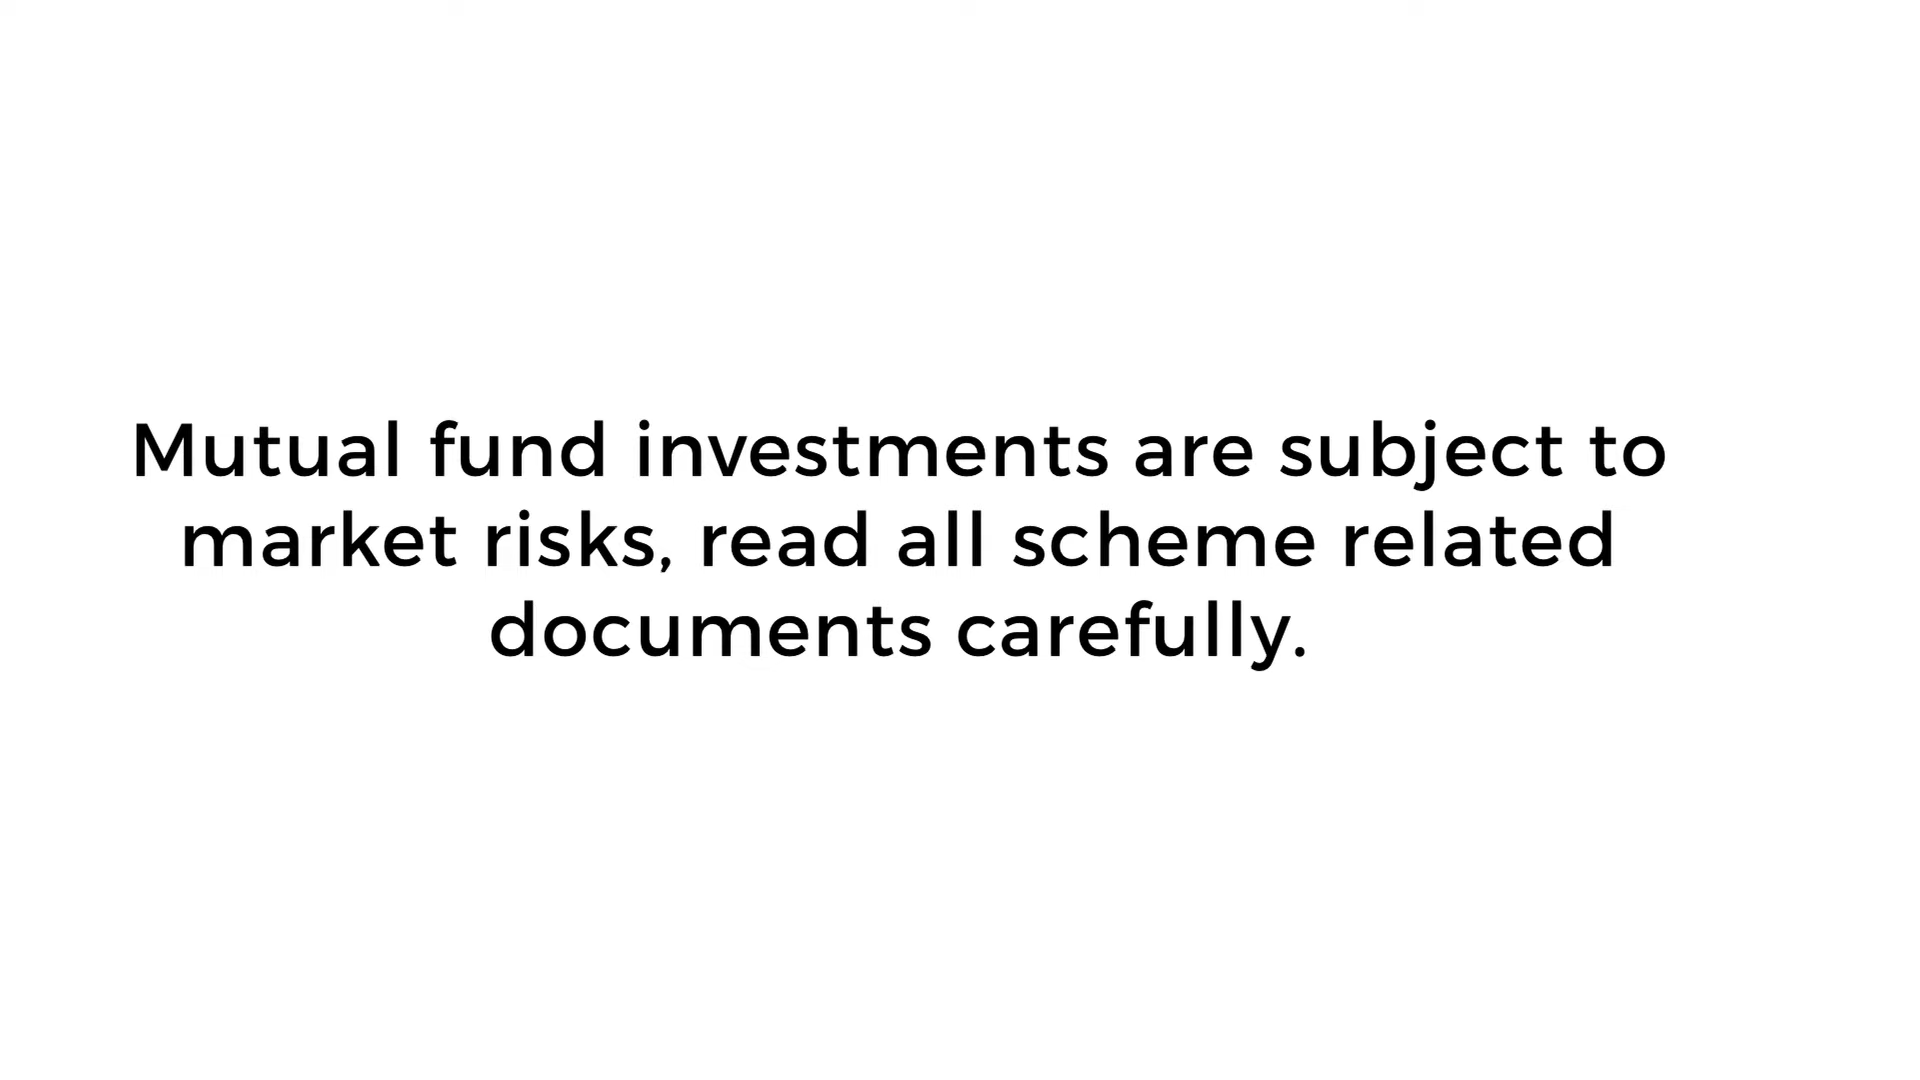 Mutual fund investments are subject to
market risks, read all scheme related
documents carefully.